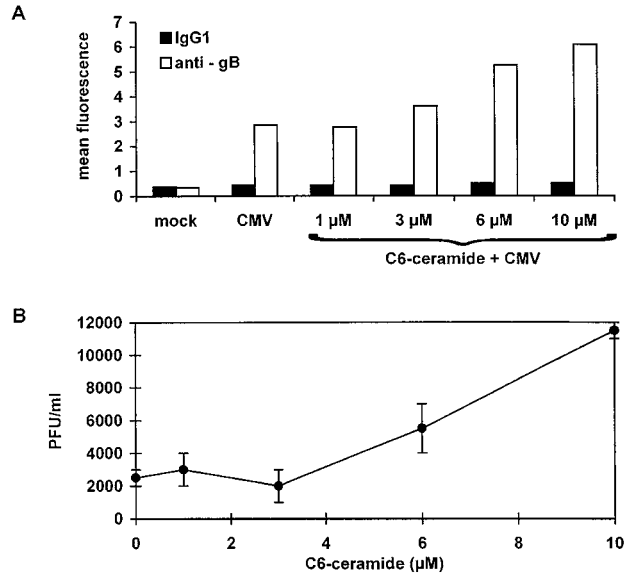 A
IgG1
anti - gB
mean fluorescence
7
6
5
4
3
2
1
0
mock CMV 1 µM 3 µM 6 µM 10 µM
C6-ceramide + CMV
B
PFU/ml
12000
10000
8000
6000
4000
2000
0
0 2 4 6 8 10
C6-ceramide (µM)